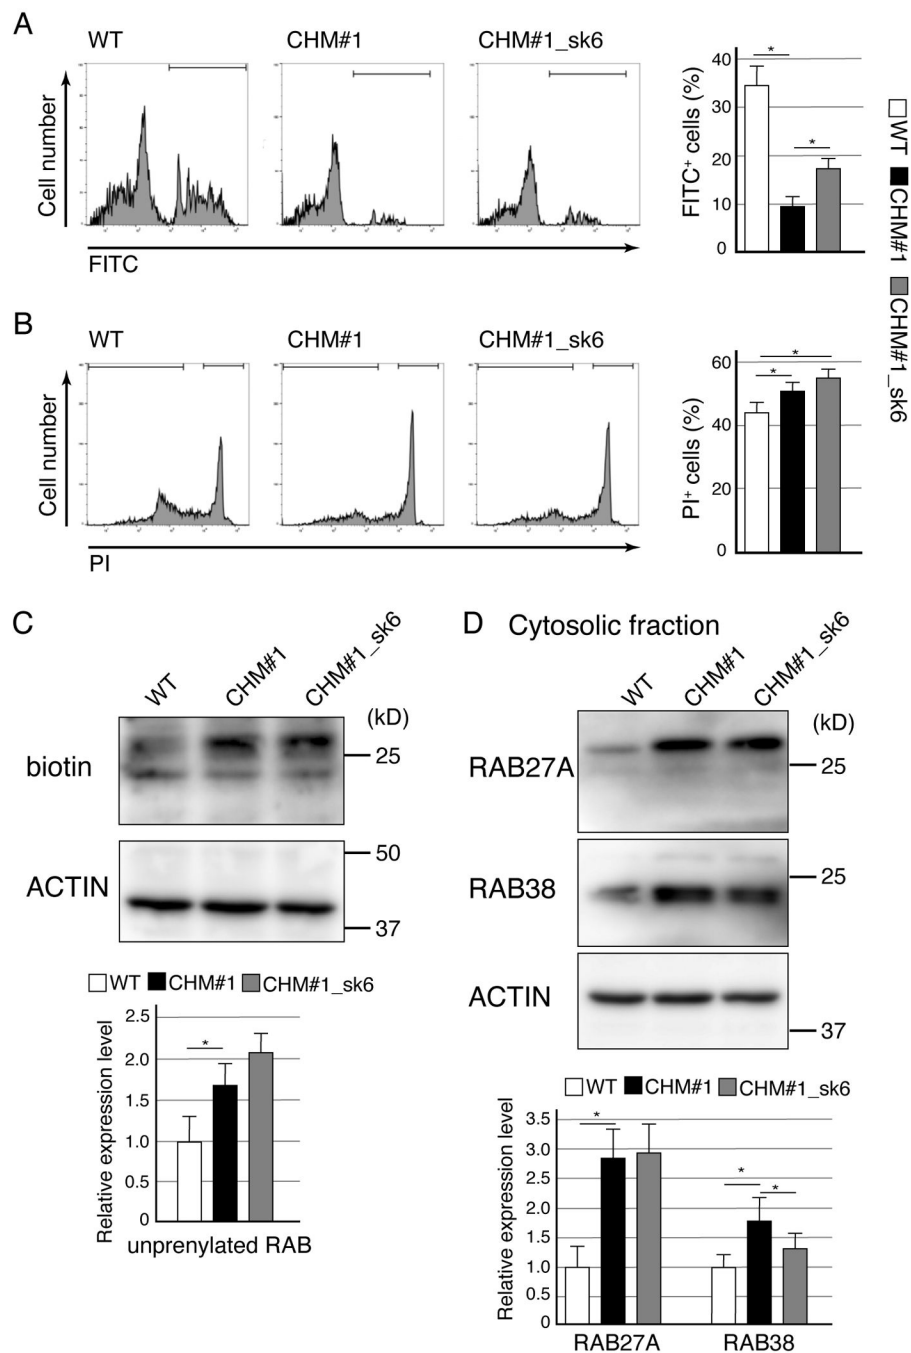 A
WT
CHM#1
CHM#1_sk6
Cell number
FITC
FITC+ cells (%)
40
30
20
10
0
*
*
WT
CHM#1
CHM#1_sk6
B
WT
CHM#1
CHM#1_sk6
Cell number
PI
PI+ cells (%)
60
40
20
0
*
*
C
WT
CHM#1
CHM#1_sk6
(kD)
biotin
25
ACTIN
50
37
WT
CHM#1
CHM#1_sk6
Relative expression level
2.5
2.0
1.5
1.0
0.5
0
*
unprenylated RAB
D Cytosolic fraction
WT
CHM#1
CHM#1_sk6
(kD)
RAB27A
25
RAB38
25
ACTIN
37
WT
CHM#1
CHM#1_sk6
Relative expression level
3.5
3.0
2.5
2.0
1.5
1.0
0.5
0
*
*
*
RAB27A
RAB38